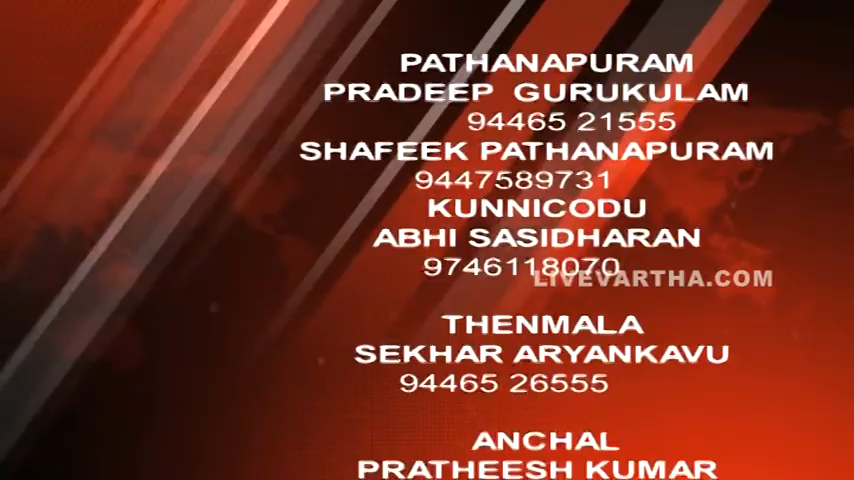 PATHANAPURAM
PRADEEP GURUKULAM
94465 21555
SHAFEEK PATHANAPURAM
9447589731
KUNNICODU
ABHI SASIDHARAN
9746118070
LIVEVARTHA.COM
THENMALA
SEKHAR ARYANKAVU
94465 26555
ANCHAL
PRATHEESH KUMAR